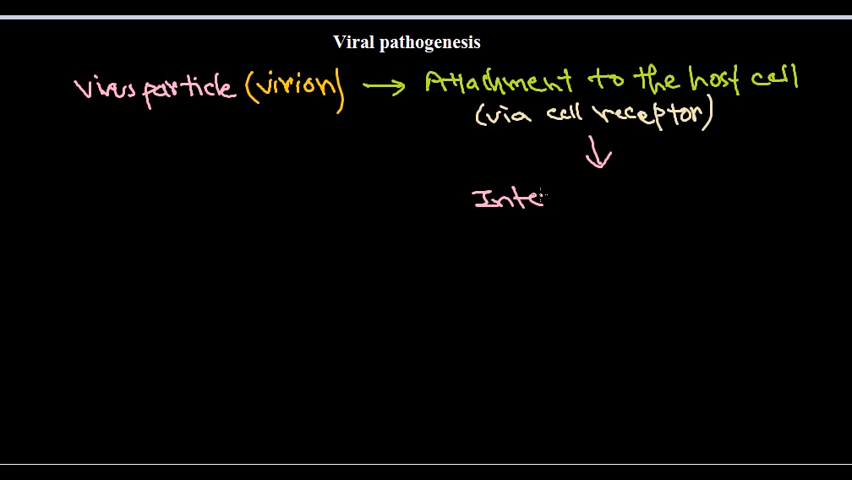 Viral pathogenesis
Virus particle (virion) → Attachment to the host cell
(via cell receptor)
Inte